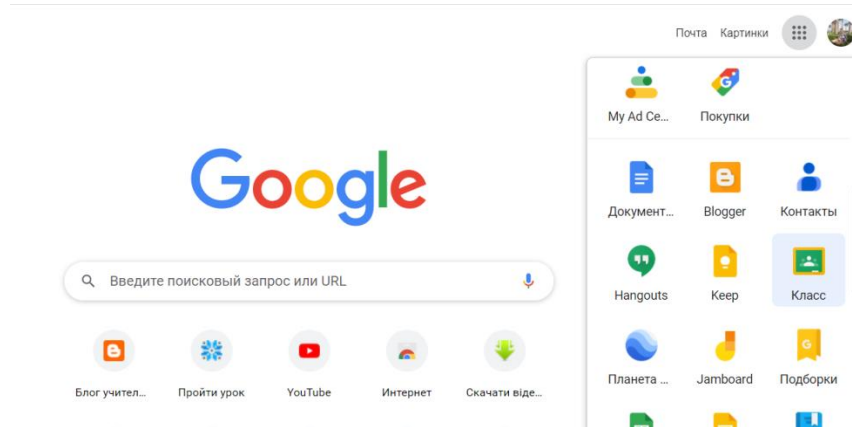 Почта Картинки
My Ad Ce... Покупки
Google
Документ... Blogger Контакты
Введите поисковый запрос или URL
Hangouts Keep Класс
Блог учител... Пройти урок YouTube Интернет Скачати віде...
Планета ... Jamboard Подборки